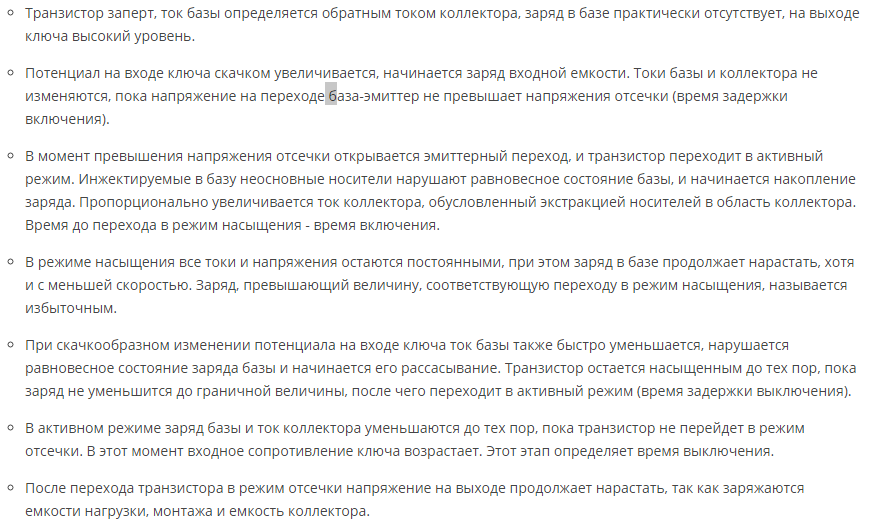 Транзистор заперт, ток базы определяется обратным током коллектора, заряд в базе практически отсутствует, на выходе
ключа высокий уровень.
Потенциал на входе ключа скачком увеличивается, начинается заряд входной емкости. Токи базы и коллектора не
изменяются, пока напряжение на переходе база-эмиттер не превышает напряжения отсечки (время задержки
включения).
В момент превышения напряжения отсечки открывается эмиттерный переход, и транзистор переходит в активный
режим. Инжектируемые в базу неосновные носители нарушают равновесное состояние базы, и начинается накопление
заряда. Пропорционально увеличивается ток коллектора, обусловленный экстракцией носителей в область коллектора.
Время до перехода в режим насыщения - время включения.
В режиме насыщения все токи и напряжения остаются постоянными, при этом заряд в базе продолжает нарастать, хотя
и с меньшей скоростью. Заряд, превышающий величину, соответствующую переходу в режим насыщения, называется
избыточным.
При скачкообразном изменении потенциала на входе ключа ток базы также быстро уменьшается, нарушается
равновесное состояние заряда базы и начинается его рассасывание. Транзистор остается насыщенным до тех пор, пока
заряд не уменьшится до граничной величины, после чего переходит в активный режим (время задержки выключения).
В активном режиме заряд базы и ток коллектора уменьшаются до тех пор, пока транзистор не перейдет в режим
отсечки. В этот момент входное сопротивление ключа возрастает. Этот этап определяет время выключения.
После перехода транзистора в режим отсечки напряжение на выходе продолжает нарастать, так как заряжаются
емкости нагрузки, монтажа и емкость коллектора.